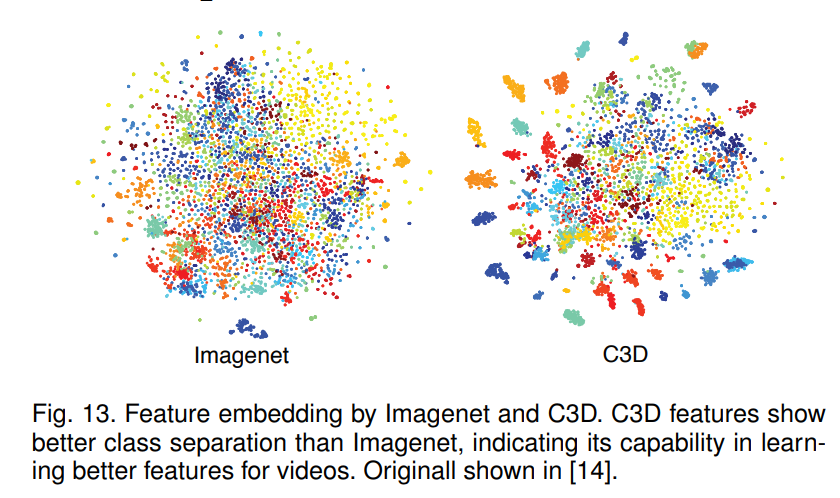 Imagenet
C3D
Fig. 13. Feature embedding by Imagenet and C3D. C3D features show
better class separation than Imagenet, indicating its capability in learn-
ing better features for videos. Originall shown in [14].